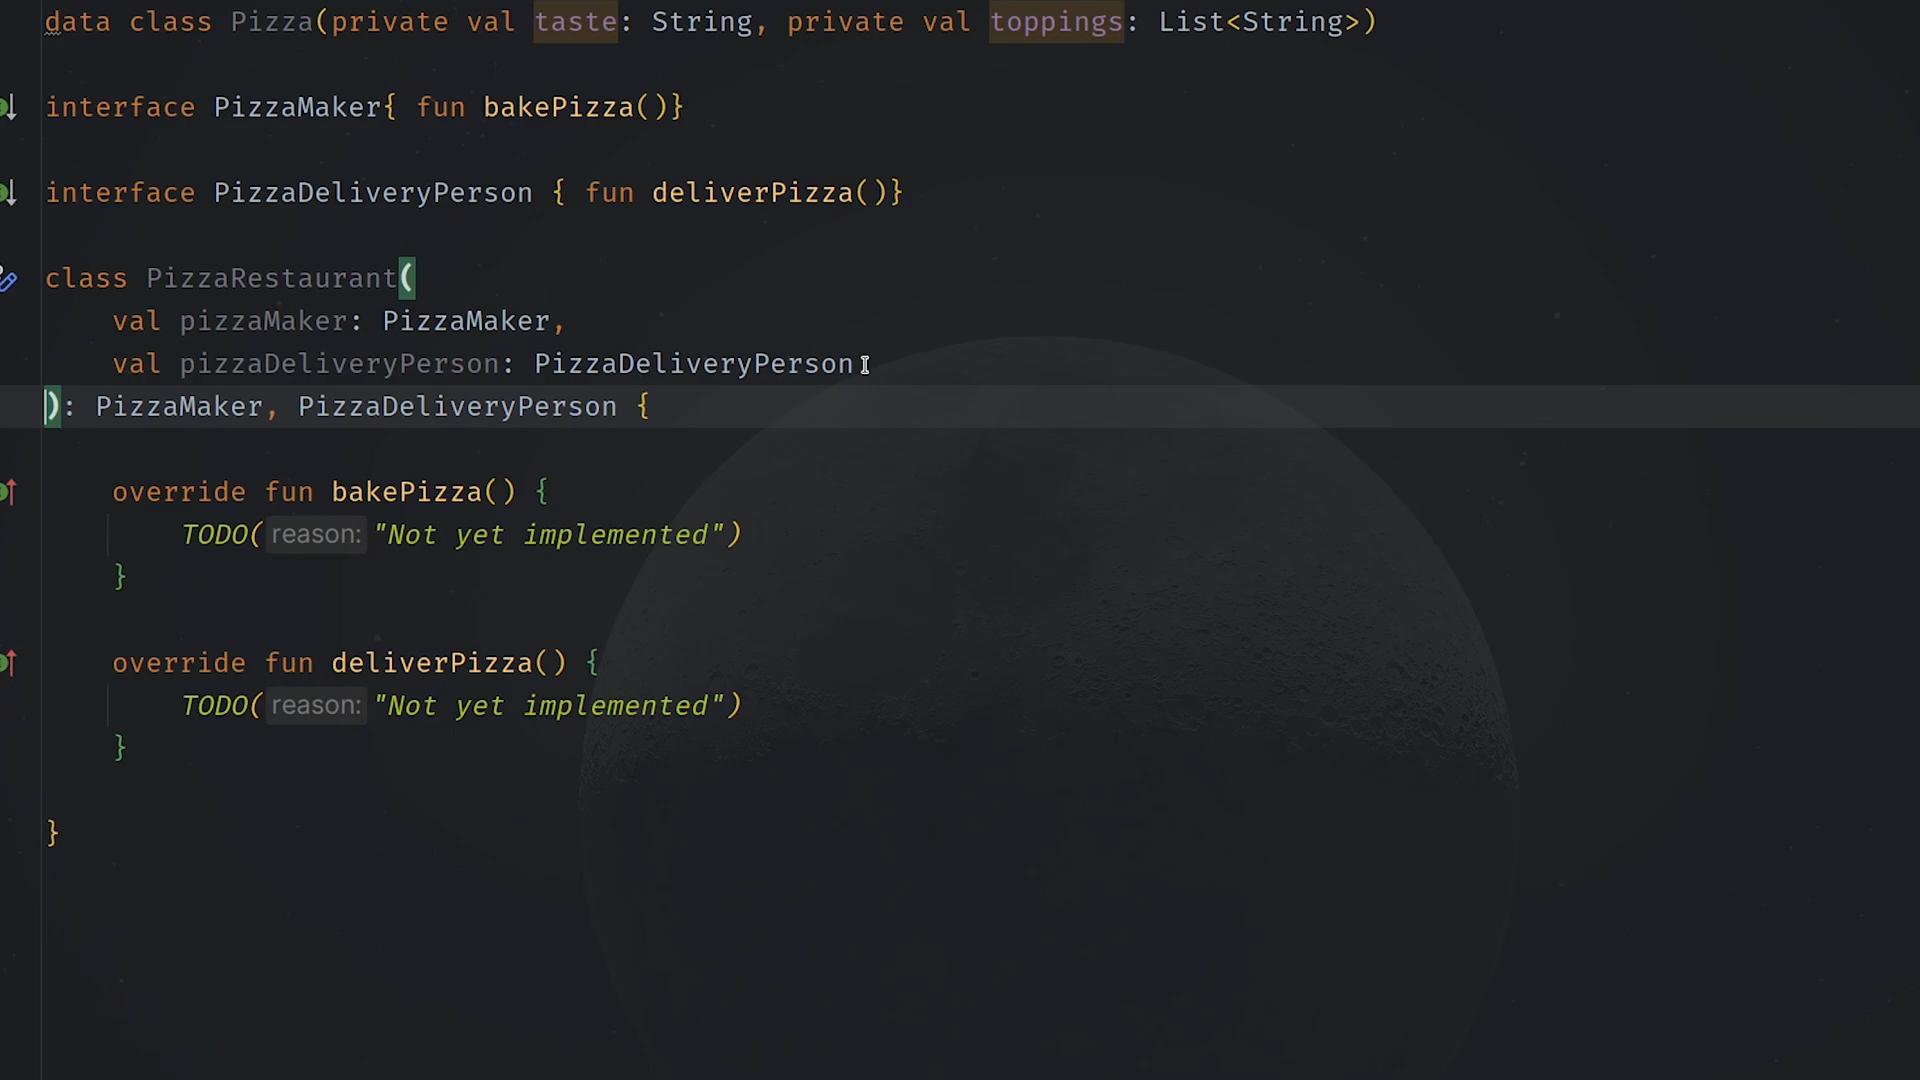 data class Pizza(private val taste: String, private val toppings: List<String>)
interface PizzaMaker{ fun bakePizza()}
interface PizzaDeliveryPerson { fun deliverPizza()}
class PizzaRestaurant(
    val pizzaMaker: PizzaMaker,
    val pizzaDeliveryPerson: PizzaDeliveryPerson
): PizzaMaker, PizzaDeliveryPerson {
    override fun bakePizza() {
        TODO( reason: "Not yet implemented")
    }
    override fun deliverPizza() {
        TODO( reason: "Not yet implemented")
    }
}